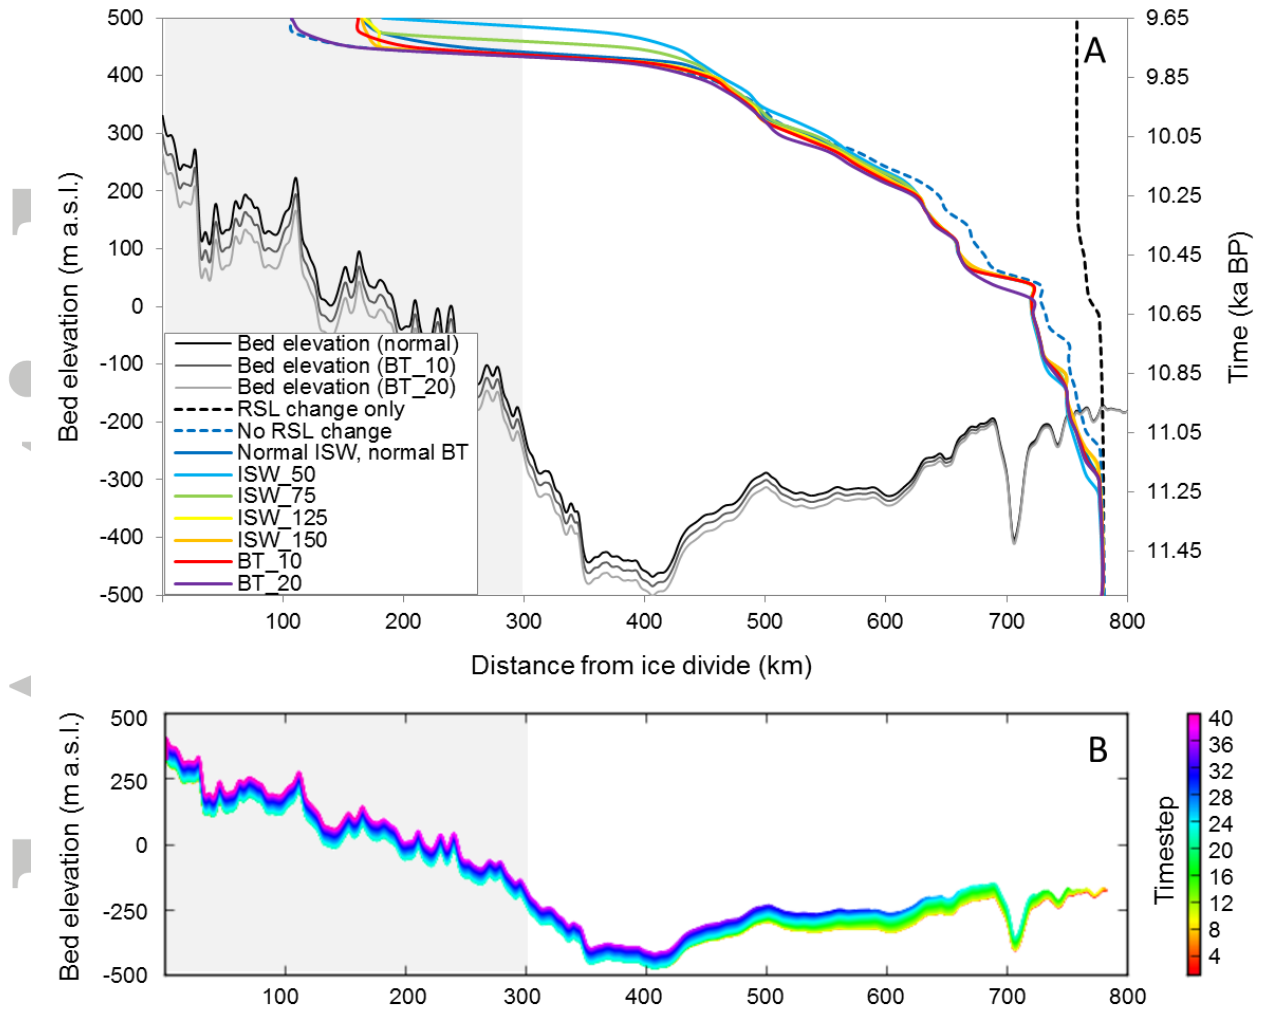 500
400
300
200
100
0
-100
-200
-300
-400
-500
Bed elevation (m a.s.l.)
A
9.65
9.85
10.05
10.25
10.45
10.65
10.85
11.05
11.25
11.45
Time (ka BP)
Bed elevation (normal)
Bed elevation (BT_10)
Bed elevation (BT_20)
RSL change only
No RSL change
Normal ISW, normal BT
ISW_50
ISW_75
ISW_125
ISW_150
BT_10
BT_20
100 200 300 400 500 600 700 800
Distance from ice divide (km)
500
250
0
-250
-500
Bed elevation (m a.s.l.)
B
100 200 300 400 500 600 700 800
Timestep
40
36
32
28
24
20
16
12
8
4